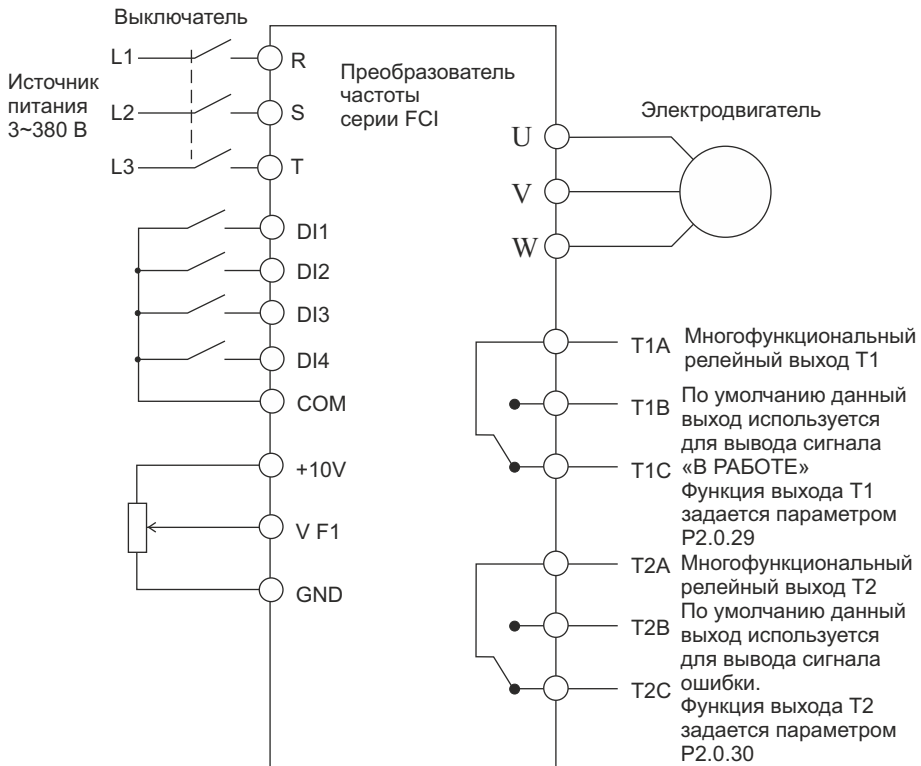 Выключатель
L1
R
Источник
питания
3~380 В
L2
S
L3
T
Преобразователь
частоты
серии FCI
Электродвигатель
U
V
W
DI1
DI2
DI3
DI4
COM
+10V
V F1
GND
T1A
Многофункциональный
релейный выход T1
T1B
По умолчанию данный
выход используется
для вывода сигнала
T1C
«В РАБОТЕ»
Функция выхода T1
задается параметром
P2.0.29
T2A
Многофункциональный
релейный выход T2
T2B
По умолчанию данный
выход используется
для вывода сигнала
T2C
ошибки.
Функция выхода T2
задается параметром
P2.0.30